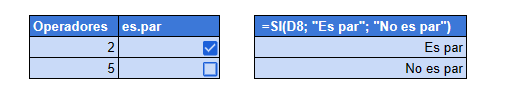 Operadores es.par =SI(D8; "Es par"; "No es par")
2 Es par
5 No es par